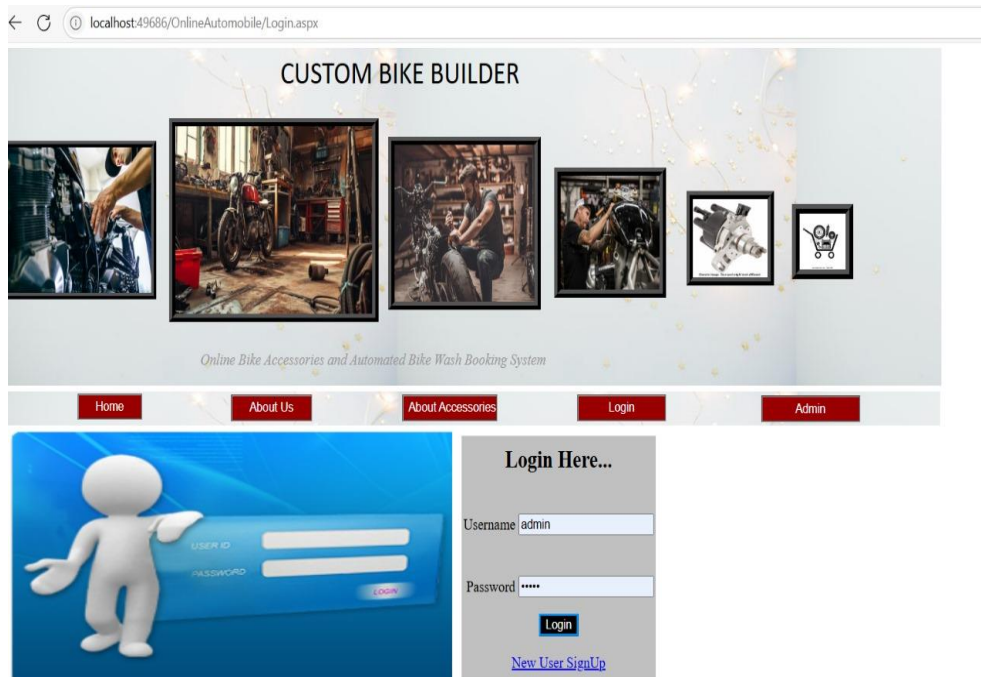 localhost:49686/OnlineAutomobile/Login.aspx
CUSTOM BIKE BUILDER
Online Bike Accessories and Automated Bike Wash Booking System
Home About Us About Accessories Login Admin
Login Here...
USER ID
PASSWORD
LOGIN
Username admin
Password •••••
Login
New User SignUp